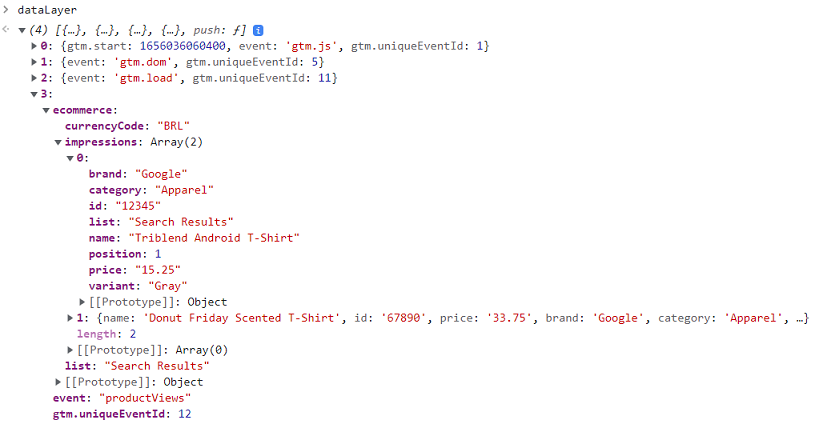 dataLayer
(4) [{…}, {…}, {…}, {…}, push: ƒ] i
0: {gtm.start: 1656036060400, event: 'gtm.js', gtm.uniqueEventId: 1}
1: {event: 'gtm.dom', gtm.uniqueEventId: 5}
2: {event: 'gtm.load', gtm.uniqueEventId: 11}
3:
ecommerce:
currencyCode: "BRL"
impressions: Array(2)
0:
brand: "Google"
category: "Apparel"
id: "12345"
list: "Search Results"
name: "Triblend Android T-Shirt"
position: 1
price: "15.25"
variant: "Gray"
[[Prototype]]: Object
1: {name: 'Donut Friday Scented T-Shirt', id: '67890', price: '33.75', brand: 'Google', category: 'Apparel', …}
length: 2
[[Prototype]]: Array(0)
list: "Search Results"
[[Prototype]]: Object
event: "productViews"
gtm.uniqueEventId: 12